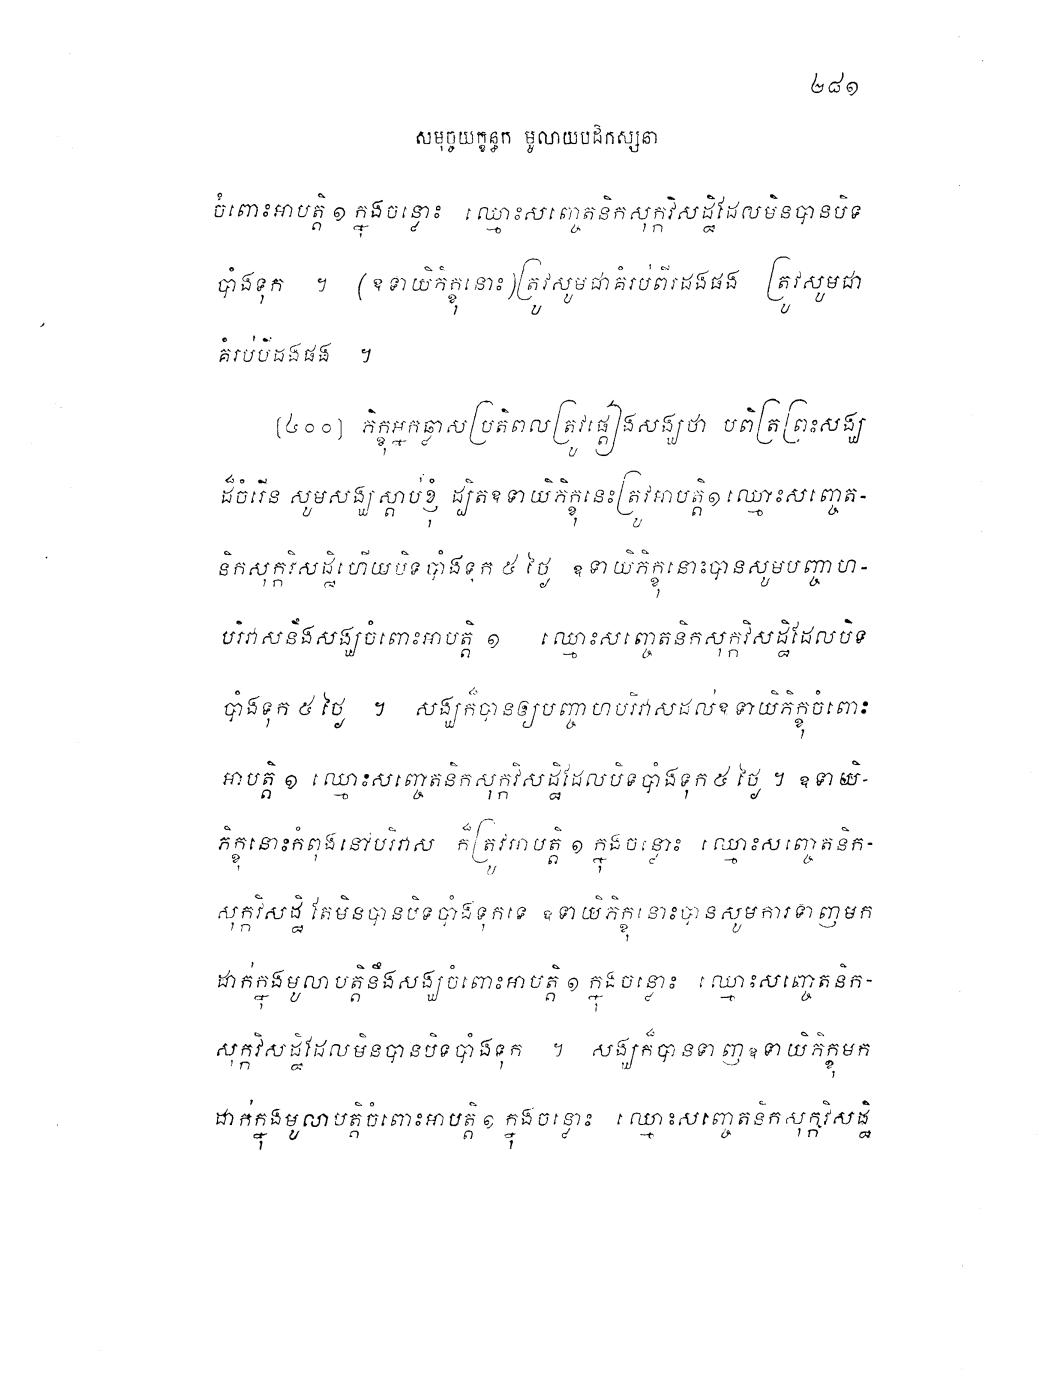 ២៨១
សមុច្ចយក្ខន្ធក មូលាយបដិកស្សនា
ចំពោះអាបត្តិ ១ ក្នុងចន្លោះ ឈ្មោះសញ្ចេតនិកសុក្កវិសដ្ឋិដែលមិនបានបិទ
បាំងទុក ។ (ឧទាយិភិក្ខុនោះ)ត្រូវសូមជាគំរប់ពីរដងផង ត្រូវសូមជា
គំរប់បីដងផង ។
[៤០០] ភិក្ខុអ្នកឆ្លាសប្រតិពលត្រូវផ្ដៀងសង្ឃថា បពិត្រព្រះសង្ឃ
ដ៏ចំរើន សូមសង្ឃស្ដាប់ខ្ញុំ ដ្បិតឧទាយិភិក្ខុនេះត្រូវអាបត្តិ១ ឈ្មោះសញ្ចេត-
និកសុក្កវិសដ្ឋិហើយបិទបាំងទុក ៥ ថ្ងៃ ឧទាយិភិក្ខុនោះបានសូមបញ្ចាហ-
បរិវាសនឹងសង្ឃចំពោះអាបត្តិ ១ ឈ្មោះសញ្ចេតនិកសុក្កវិសដ្ឋិដែលបិទ
បាំងទុក ៥ ថ្ងៃ ។ សង្ឃក៏បានឲ្យបញ្ចាហបរិវាសដល់ឧទាយិភិក្ខុចំពោះ
អាបត្តិ ១ ឈ្មោះសញ្ចេតនិកសុក្កវិសដ្ឋិដែលបិទបាំងទុក ៥ ថ្ងៃ ។ ឧទាយិ-
ភិក្ខុនោះកំពុងនៅបរិវាស ក៏ត្រូវអាបត្តិ ១ ក្នុងចន្លោះ ឈ្មោះសញ្ចេតនិក-
សុក្កវិសដ្ឋិ តែមិនបានបិទបាំងទុកទេ ឧទាយិភិក្ខុនោះបានសូមការទាញមក
ដាក់ក្នុងមូលាបត្តិនឹងសង្ឃចំពោះអាបត្តិ ១ ក្នុងចន្លោះ ឈ្មោះសញ្ចេតនិក-
សុក្កវិសដ្ឋិដែលមិនបានបិទបាំងទុក ។ សង្ឃក៏បានទាញឧទាយិភិក្ខុមក
ដាក់ក្នុងមូលាបត្តិចំពោះអាបត្តិ ១ ក្នុងចន្លោះ ឈ្មោះសញ្ចេតនិកសុក្កវិសដ្ឋិ